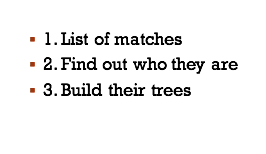 ▪ 1. List of matches
▪ 2. Find out who they are
▪ 3. Build their trees